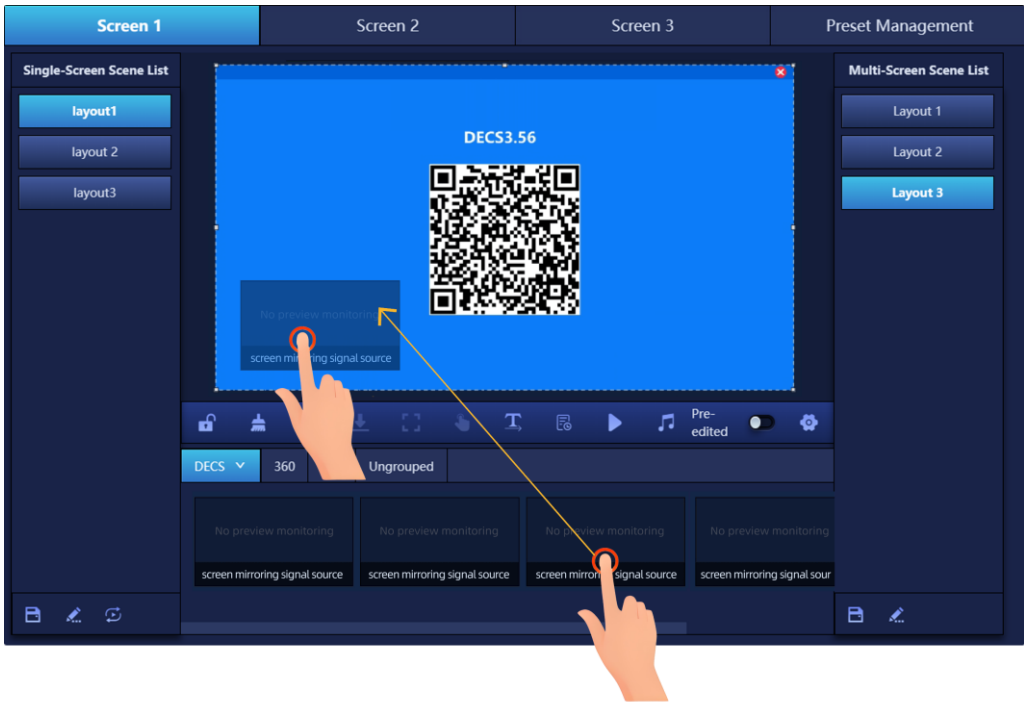 Screen 1
Screen 2
Screen 3
Preset Management
Single-Screen Scene List
layout1
layout 2
layout3
DECS3.56
No preview monitoring
screen mirroring signal source
Multi-Screen Scene List
Layout 1
Layout 2
Layout 3
Pre-
edited
DECS
360
Ungrouped
No preview monitoring
No preview monitoring
No preview monitoring
No preview monitoring
screen mirroring signal source
screen mirroring signal source
screen mirroring signal source
screen mirroring signal sour